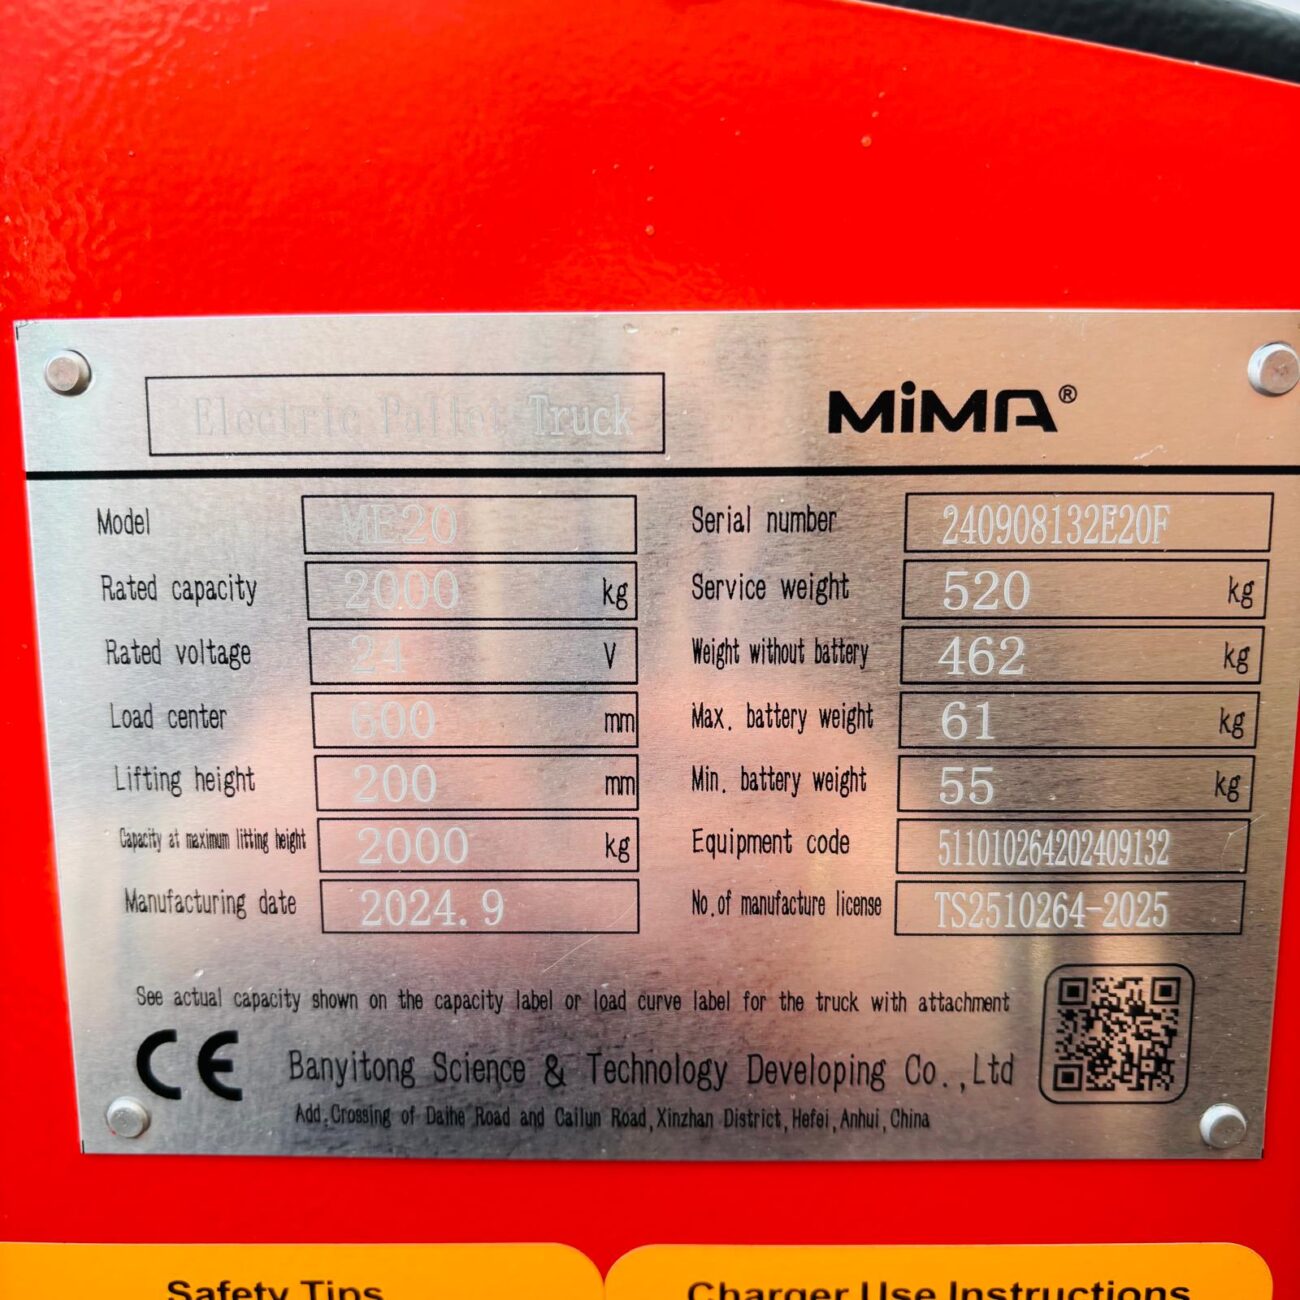 Electric Pallet Truck MiMA®
Model ME20 Serial number 240908132E20F
Rated capacity 2000 kg Service weight 520 kg
Rated voltage 24 V Weight without battery 462 kg
Load center 600 mm Max. battery weight 61 kg
Lifting height 200 mm Min. battery weight 55 kg
Capacity at maximum litting height 2000 kg Equipment code 511010264202409132
Manufacturing date 2024.9 No.of manufacture license TS2510264-2025
See actual capacity shown on the capacity label or load curve label for the truck with attachment
CE Banyitong Science & Technology Developing Co.,Ltd
Add.Crossing of Daihe Road and Cailun Road,Xinzhan District,Hefei,Anhui,China
Safety Tips Charger Use Instructions